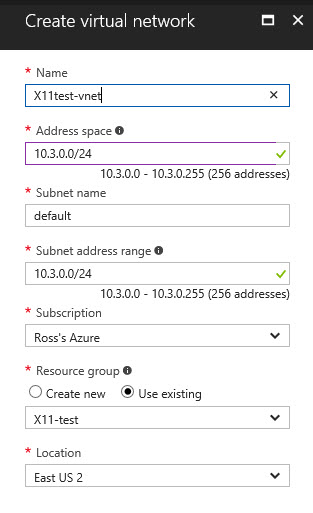 Create virtual network
* Name
X11test-vnet
* Address space
10.3.0.0/24
10.3.0.0 - 10.3.0.255 (256 addresses)
* Subnet name
default
* Subnet address range
10.3.0.0/24
10.3.0.0 - 10.3.0.255 (256 addresses)
* Subscription
Ross's Azure
* Resource group
Create new Use existing
X11-test
* Location
East US 2